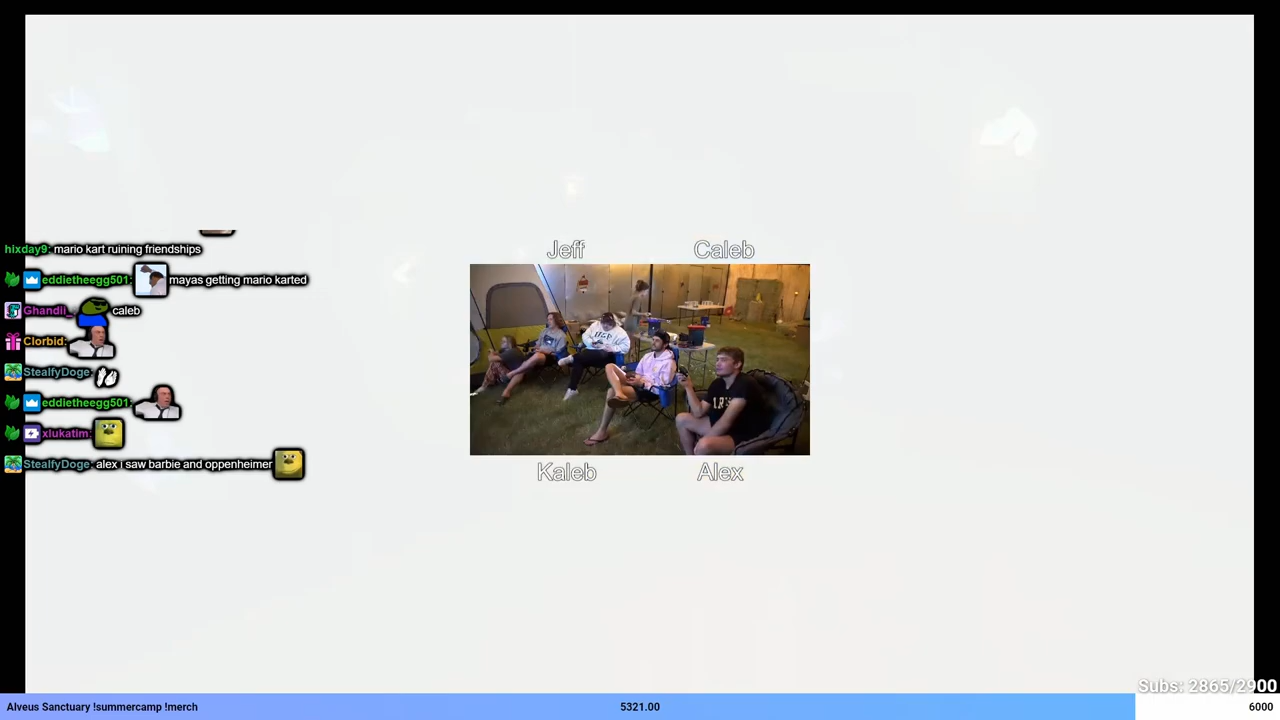 Jeff
Caleb
hixday9: mario kart ruining friendships
eddietheegg501: mayas getting mario karted
Ghandii_: caleb
Clorbid:
StealfyDoge:
eddietheegg501:
xlukatim:
StealfyDoge: alex i saw barbie and oppenheimer
Kaleb
Alex
Subs: 2865/2900
Alveus Sanctuary !summercamp !merch
5321.00
6000